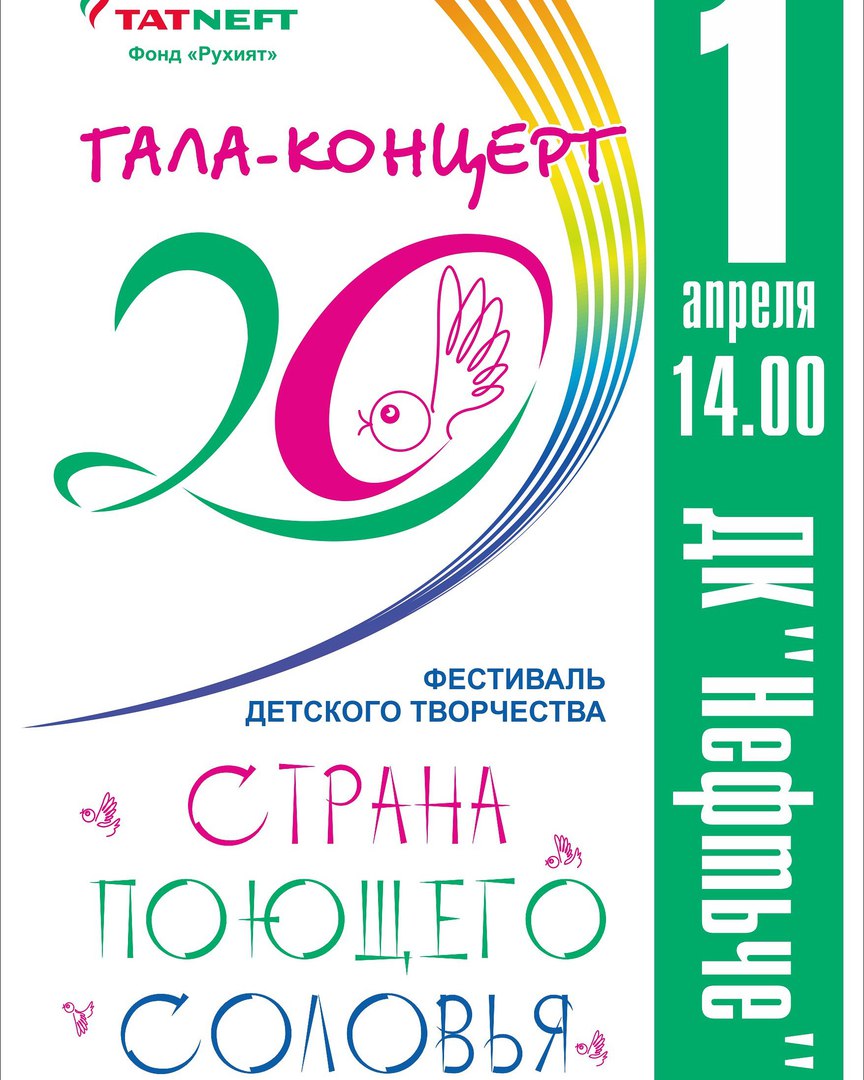 TATNEFT
Фонд «Рухият»
ГАЛА-КОНЦЕРТ
20
ФЕСТИВАЛЬ
ДЕТСКОГО ТВОРЧЕСТВА
СТРАНА
ПОЮЩЕГО
СОЛОВЬЯ
1
апреля
14.00
ДК "Нефтьче"